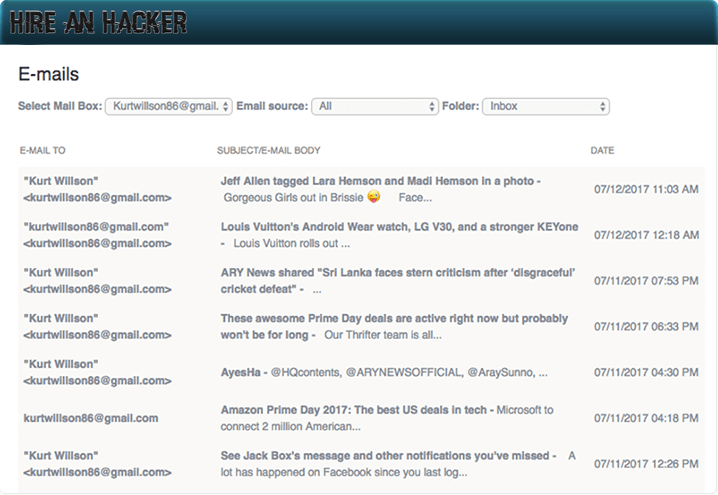 HIRE AN HACKER
E-mails
Select Mail Box: Kurtwillson86@gmail. Email source: All Folder: Inbox
E-MAIL TO SUBJECT/E-MAIL BODY DATE
"Kurt Willson"
<kurtwillson86@gmail.com>
Jeff Allen tagged Lara Hemson and Madi Hemson in a photo -
Gorgeous Girls out in Brissie 😜 Face...
07/12/2017 11:03 AM
"kurtwillson86@gmail.com"
<kurtwillson86@gmail.com>
Louis Vuitton's Android Wear watch, LG V30, and a stronger KEYone
- Louis Vuitton rolls out ...
07/12/2017 12:18 AM
"Kurt Willson"
<kurtwillson86@gmail.com>
ARY News shared "Sri Lanka faces stern criticism after ‘disgraceful’
cricket defeat" - ...
07/11/2017 07:53 PM
"Kurt Willson"
<kurtwillson86@gmail.com>
These awesome Prime Day deals are active right now but probably
won't be for long - Our Thrifter team is all...
07/11/2017 06:33 PM
"Kurt Willson"
<kurtwillson86@gmail.com>
AyesHa - @HQcontents, @ARYNEWSOFFICIAL, @AraySunno, ...
07/11/2017 04:30 PM
kurtwillson86@gmail.com
Amazon Prime Day 2017: The best US deals in tech - Microsoft to
connect 2 million American...
07/11/2017 04:18 PM
"Kurt Willson"
<kurtwillson86@gmail.com>
See Jack Box's message and other notifications you've missed - A
lot has happened on Facebook since you last log...
07/11/2017 12:26 PM